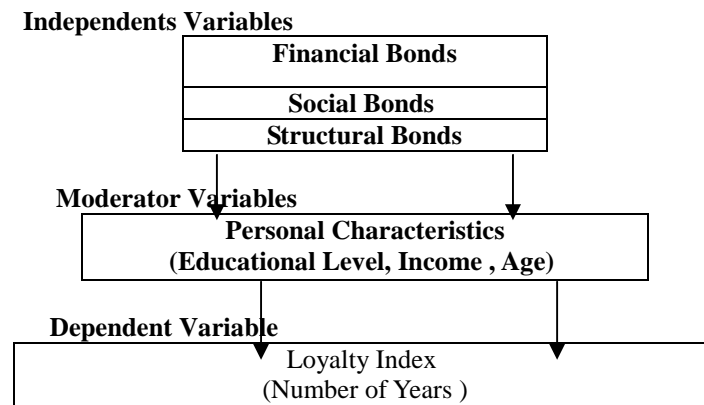 Independents Variables
Financial Bonds
Social Bonds
Structural Bonds
Moderator Variables
Personal Characteristics
(Educational Level, Income , Age)
Dependent Variable
Loyalty Index
(Number of Years )